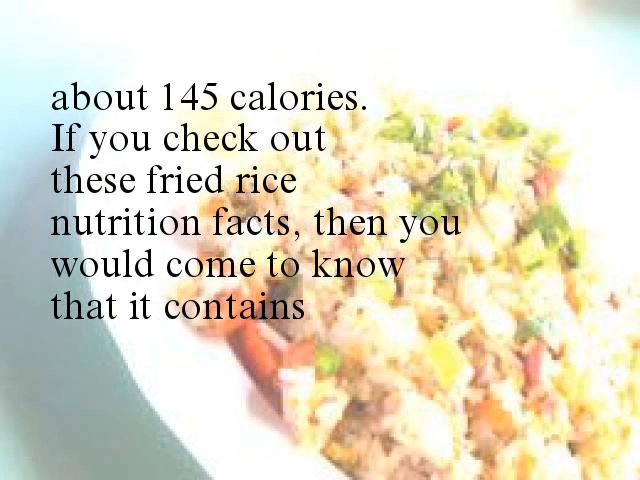 about 145 calories.
If you check out
these fried rice
nutrition facts, then you
would come to know
that it contains